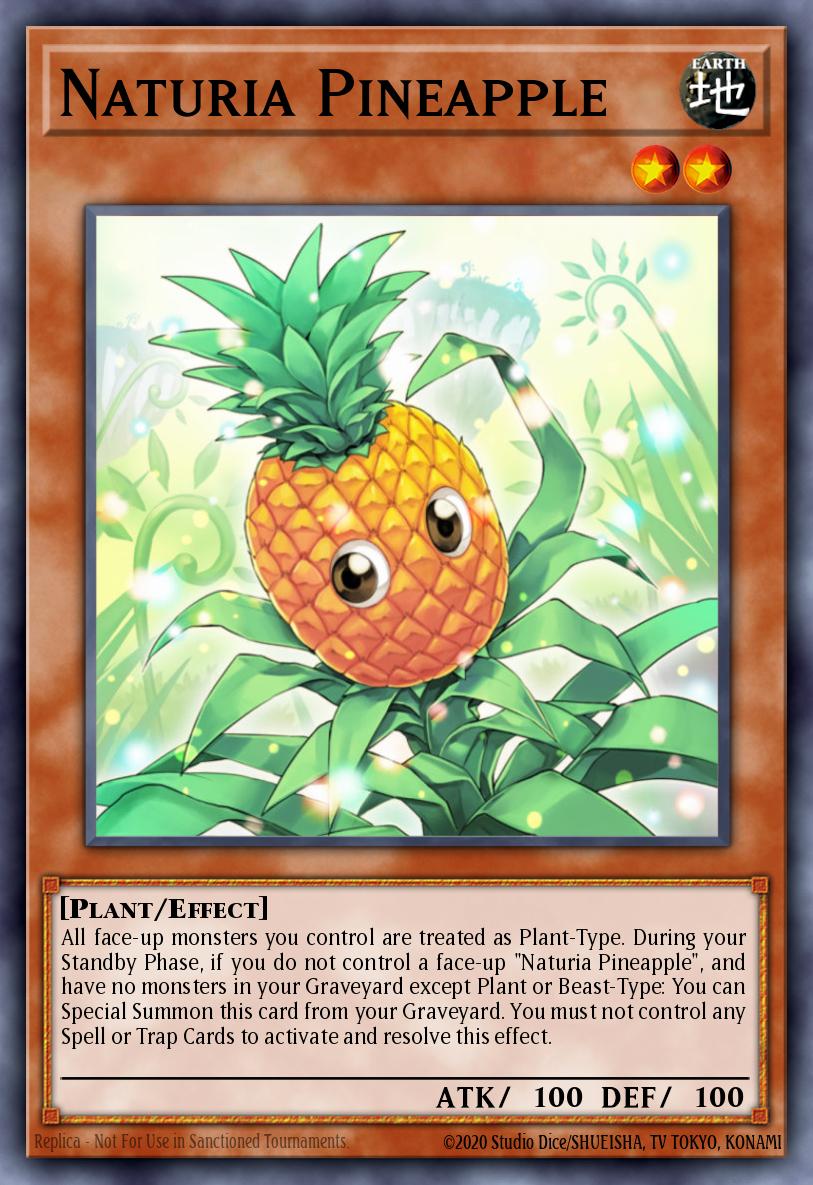 Naturia Pineapple
EARTH
地
[Plant/Effect]
All face-up monsters you control are treated as Plant-Type. During your
Standby Phase, if you do not control a face-up "Naturia Pineapple", and
have no monsters in your Graveyard except Plant or Beast-Type: You can
Special Summon this card from your Graveyard. You must not control any
Spell or Trap Cards to activate and resolve this effect.
ATK/ 100 DEF/ 100
Replica - Not For Use in Sanctioned Tournaments.
©2020 Studio Dice/SHUEISHA, TV TOKYO, KONAMI